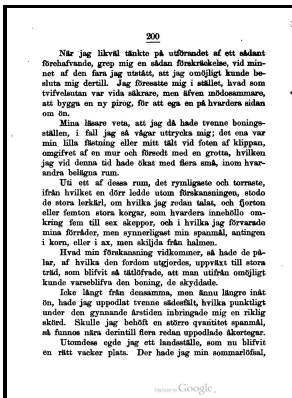 200
När jag likväl tänkte på utförandet af ett sådant
förehafvande, grep mig en sådan förskräckelse, vid min-
net af den fara jag utstått, att jag omöjligt kunde be-
sluta mig dertill. Jag föresatte mig i stället, hvad som
tvifvelsutan var vida säkrare, men äfven mödosammare,
att bygga en ny pirog, för att ega en på hvardera sidan
om ön.
Mina läsare veta, att jag då hade tvenne bonings-
ställen, i fall jag så vågar uttrycka mig; det ena var
min lilla fästning eller mitt tält vid foten af klippan,
omgifvet af en mur och försedt med en grotta, hvilken
jag vid denna tid hade ökat med flera små, inom hvar-
andra belägna rum.
Uti ett af dessa rum, det rymligaste och torraste,
ifrån hvilket en dörr ledde utom förskansningen, stodo
de stora lerkärl, om hvilka jag redan talat, och fjorton
eller femton stora korgar, som hvardera inneböllo om-
kring fem till sex skeppor, och i hvilka jag förvarade
mina förråder, men synnerligast min spanmål, antingen
i korn, eller i ax, men skiljda från halmen.
Hvad min förskansning vidkommer, så hade de på-
lar, af hvilka den fordom utgjordes, uppväxt till stora
träd, som blifvit så tätlöfvade, att man utifrån omöjligt
kunde varseblifva den boning, de skyddade.
Icke långt från densamma, men ännu längre inåt
ön, hade jag uppodlat tvenne sädesfält, hvilka punktligt
under den gynnande årstiden inbringade mig en riklig
skörd. Skulle jag behöft en större qvantitet spanmål,
så funnos nära derintill flera redan uppodlade åkertegar.
Utomdess egde jag ett landsställe, som nu blifvit
en rätt vacker plats. Der hade jag min sommarlöfsal,
Digitized by Google